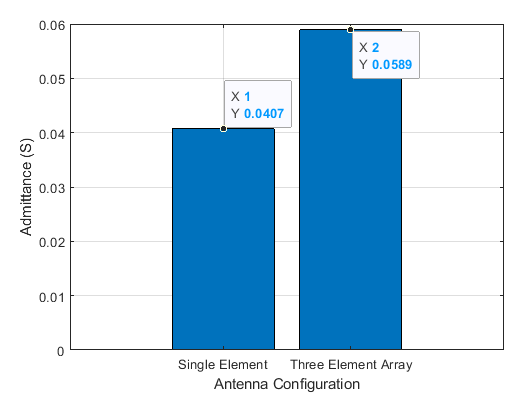 0.06
X 2
Y 0.0589
0.05
X 1
Y 0.0407
0.04
Admittance (S)
0.03
0.02
0.01
0
Single Element
Three Element Array
Antenna Configuration